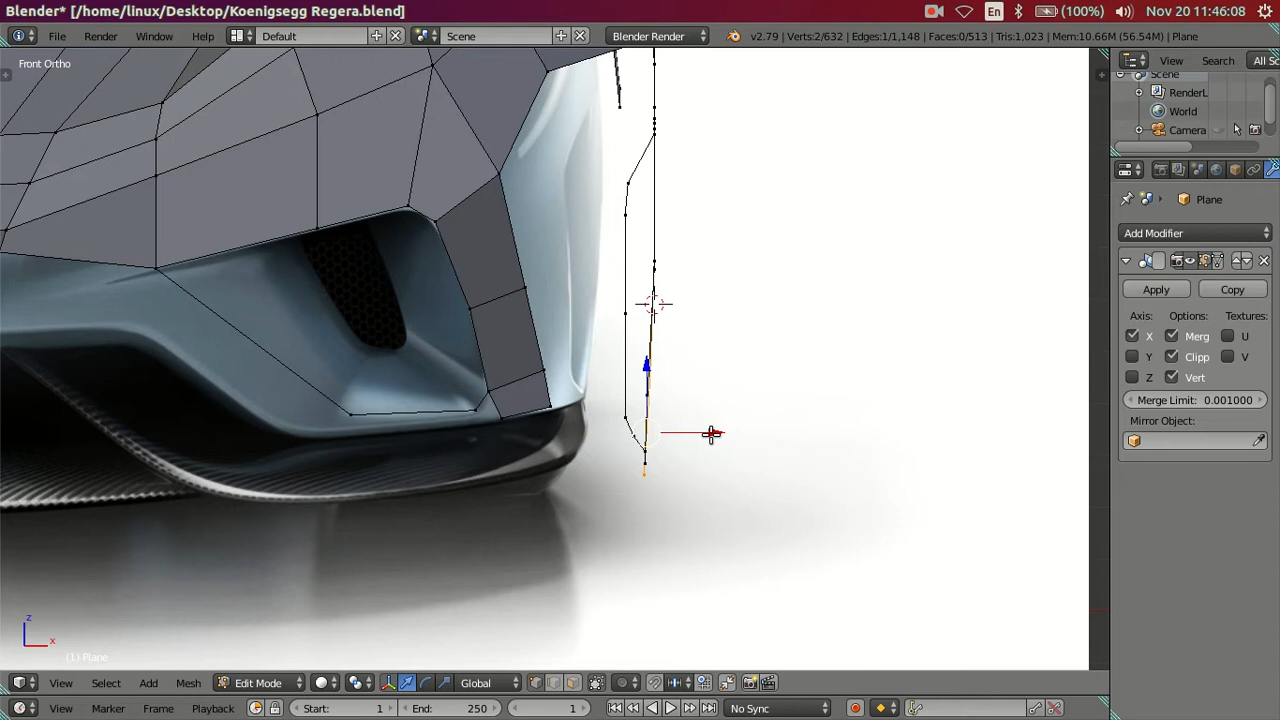 Blender* [/home/linux/Desktop/Koenigsegg Regera.blend] En (100%) Nov 20 11:46:08
File Render Window Help Default Scene Blender Render v2.79 | Verts:2/632 | Edges:1/1,148 | Faces:0/513 | Tris:1,023 | Mem:10.66M (56.54M) | Plane View Search All Sc
Front Ortho
Scene
RenderL
World
Camera
Plane
Add Modifier
Apply Copy
Axis: Options: Textures:
X Merg U
Y Clipp V
Z Vert
Merge Limit: 0.001000
Mirror Object:
z
x
(1) Plane
View Select Add Mesh Edit Mode Global
View Marker Frame Playback Start: 1 End: 250 1 No Sync